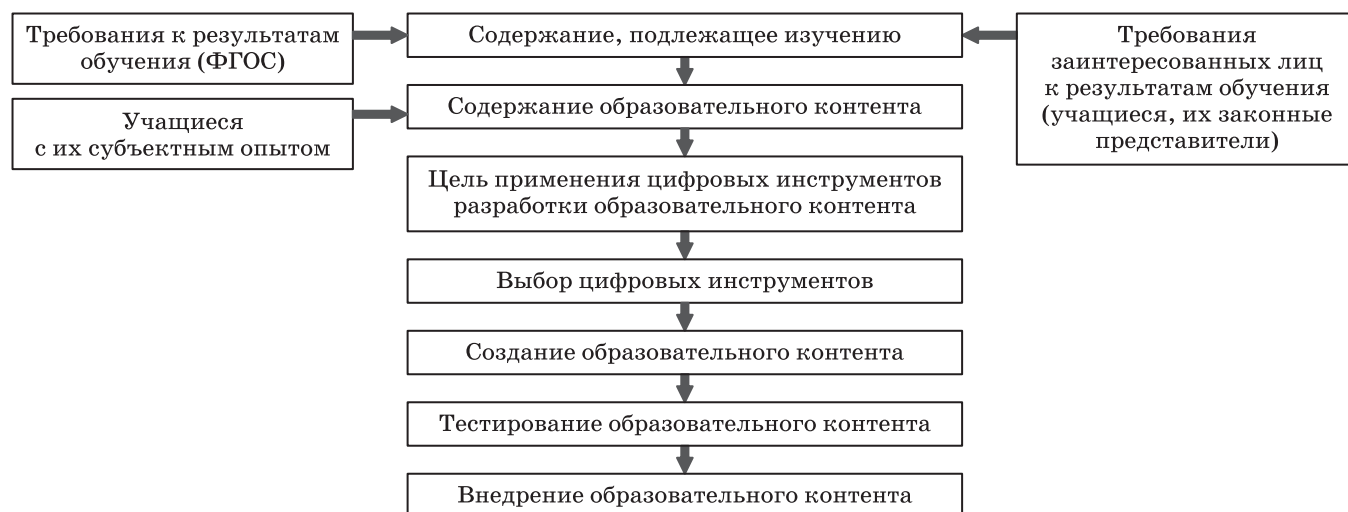 Требования к результатам
обучения (ФГОС)
Содержание, подлежащее изучению
Требования
заинтересованных лиц
к результатам обучения
(учащиеся, их законные
представители)
Учащиеся
с их субъектным опытом
Содержание образовательного контента
Цель применения цифровых инструментов
разработки образовательного контента
Выбор цифровых инструментов
Создание образовательного контента
Тестирование образовательного контента
Внедрение образовательного контента